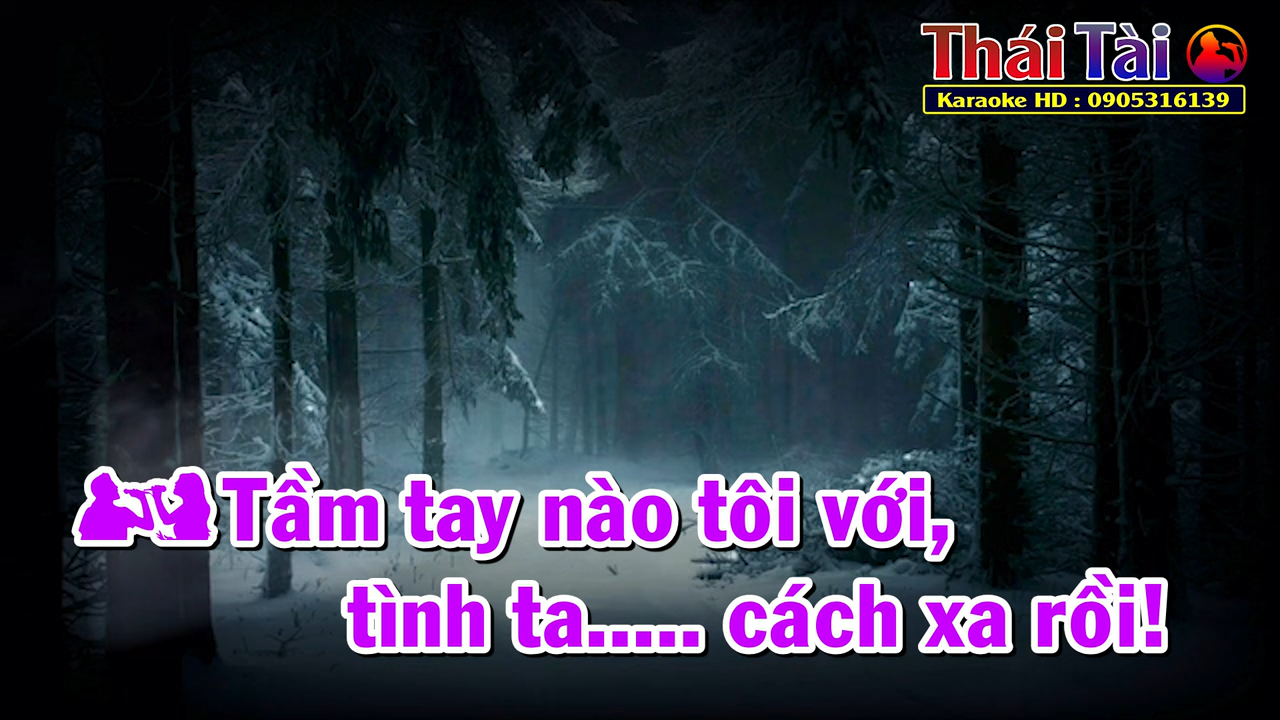 Thái Tài
Karaoke HD : 0905316139
Tầm tay nào tôi với,
tình ta..... cách xa rồi!